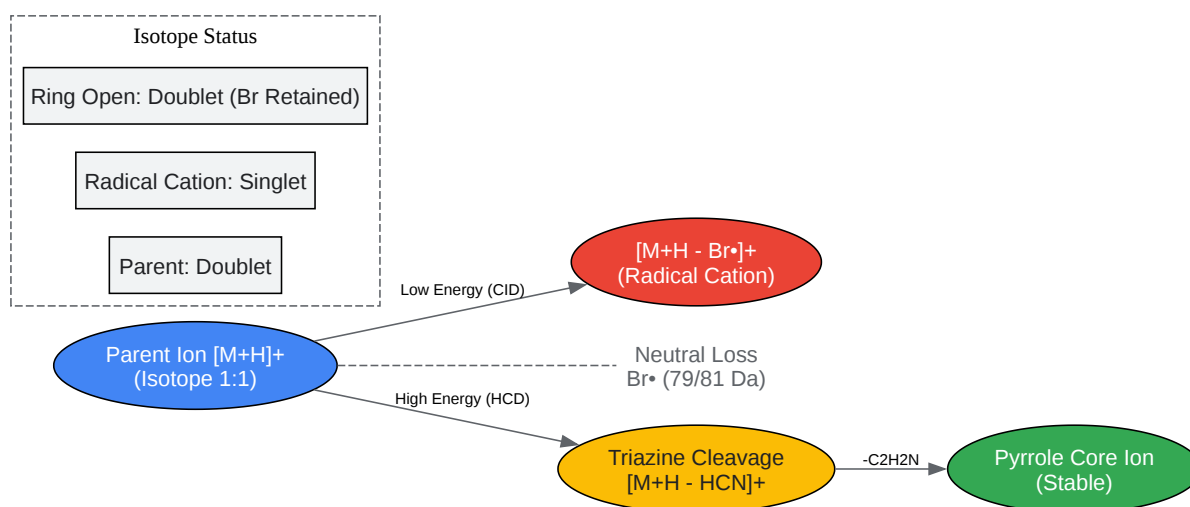 Isotope Status
Ring Open: Doublet (Br Retained)
Radical Cation: Singlet
Parent: Doublet
[M+H - Br•]+
(Radical Cation)
Low Energy (CID)
Parent Ion [M+H]+
(Isotope 1:1)
Neutral Loss
Br• (79/81 Da)
High Energy (HCD)
Triazine Cleavage
[M+H - HCN]+
-C2H2N
Pyrrole Core Ion
(Stable)